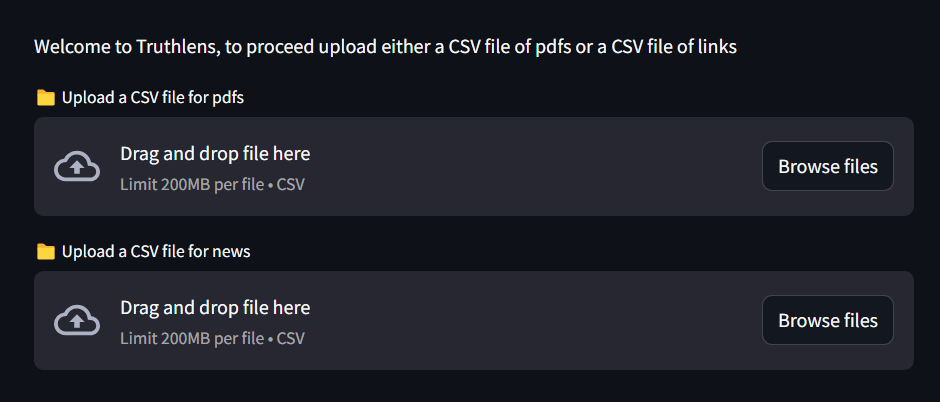 Welcome to Truthlens, to proceed upload either a CSV file of pdfs or a CSV file of links
📁 Upload a CSV file for pdfs
Drag and drop file here
Limit 200MB per file • CSV
Browse files
📁 Upload a CSV file for news
Drag and drop file here
Limit 200MB per file • CSV
Browse files